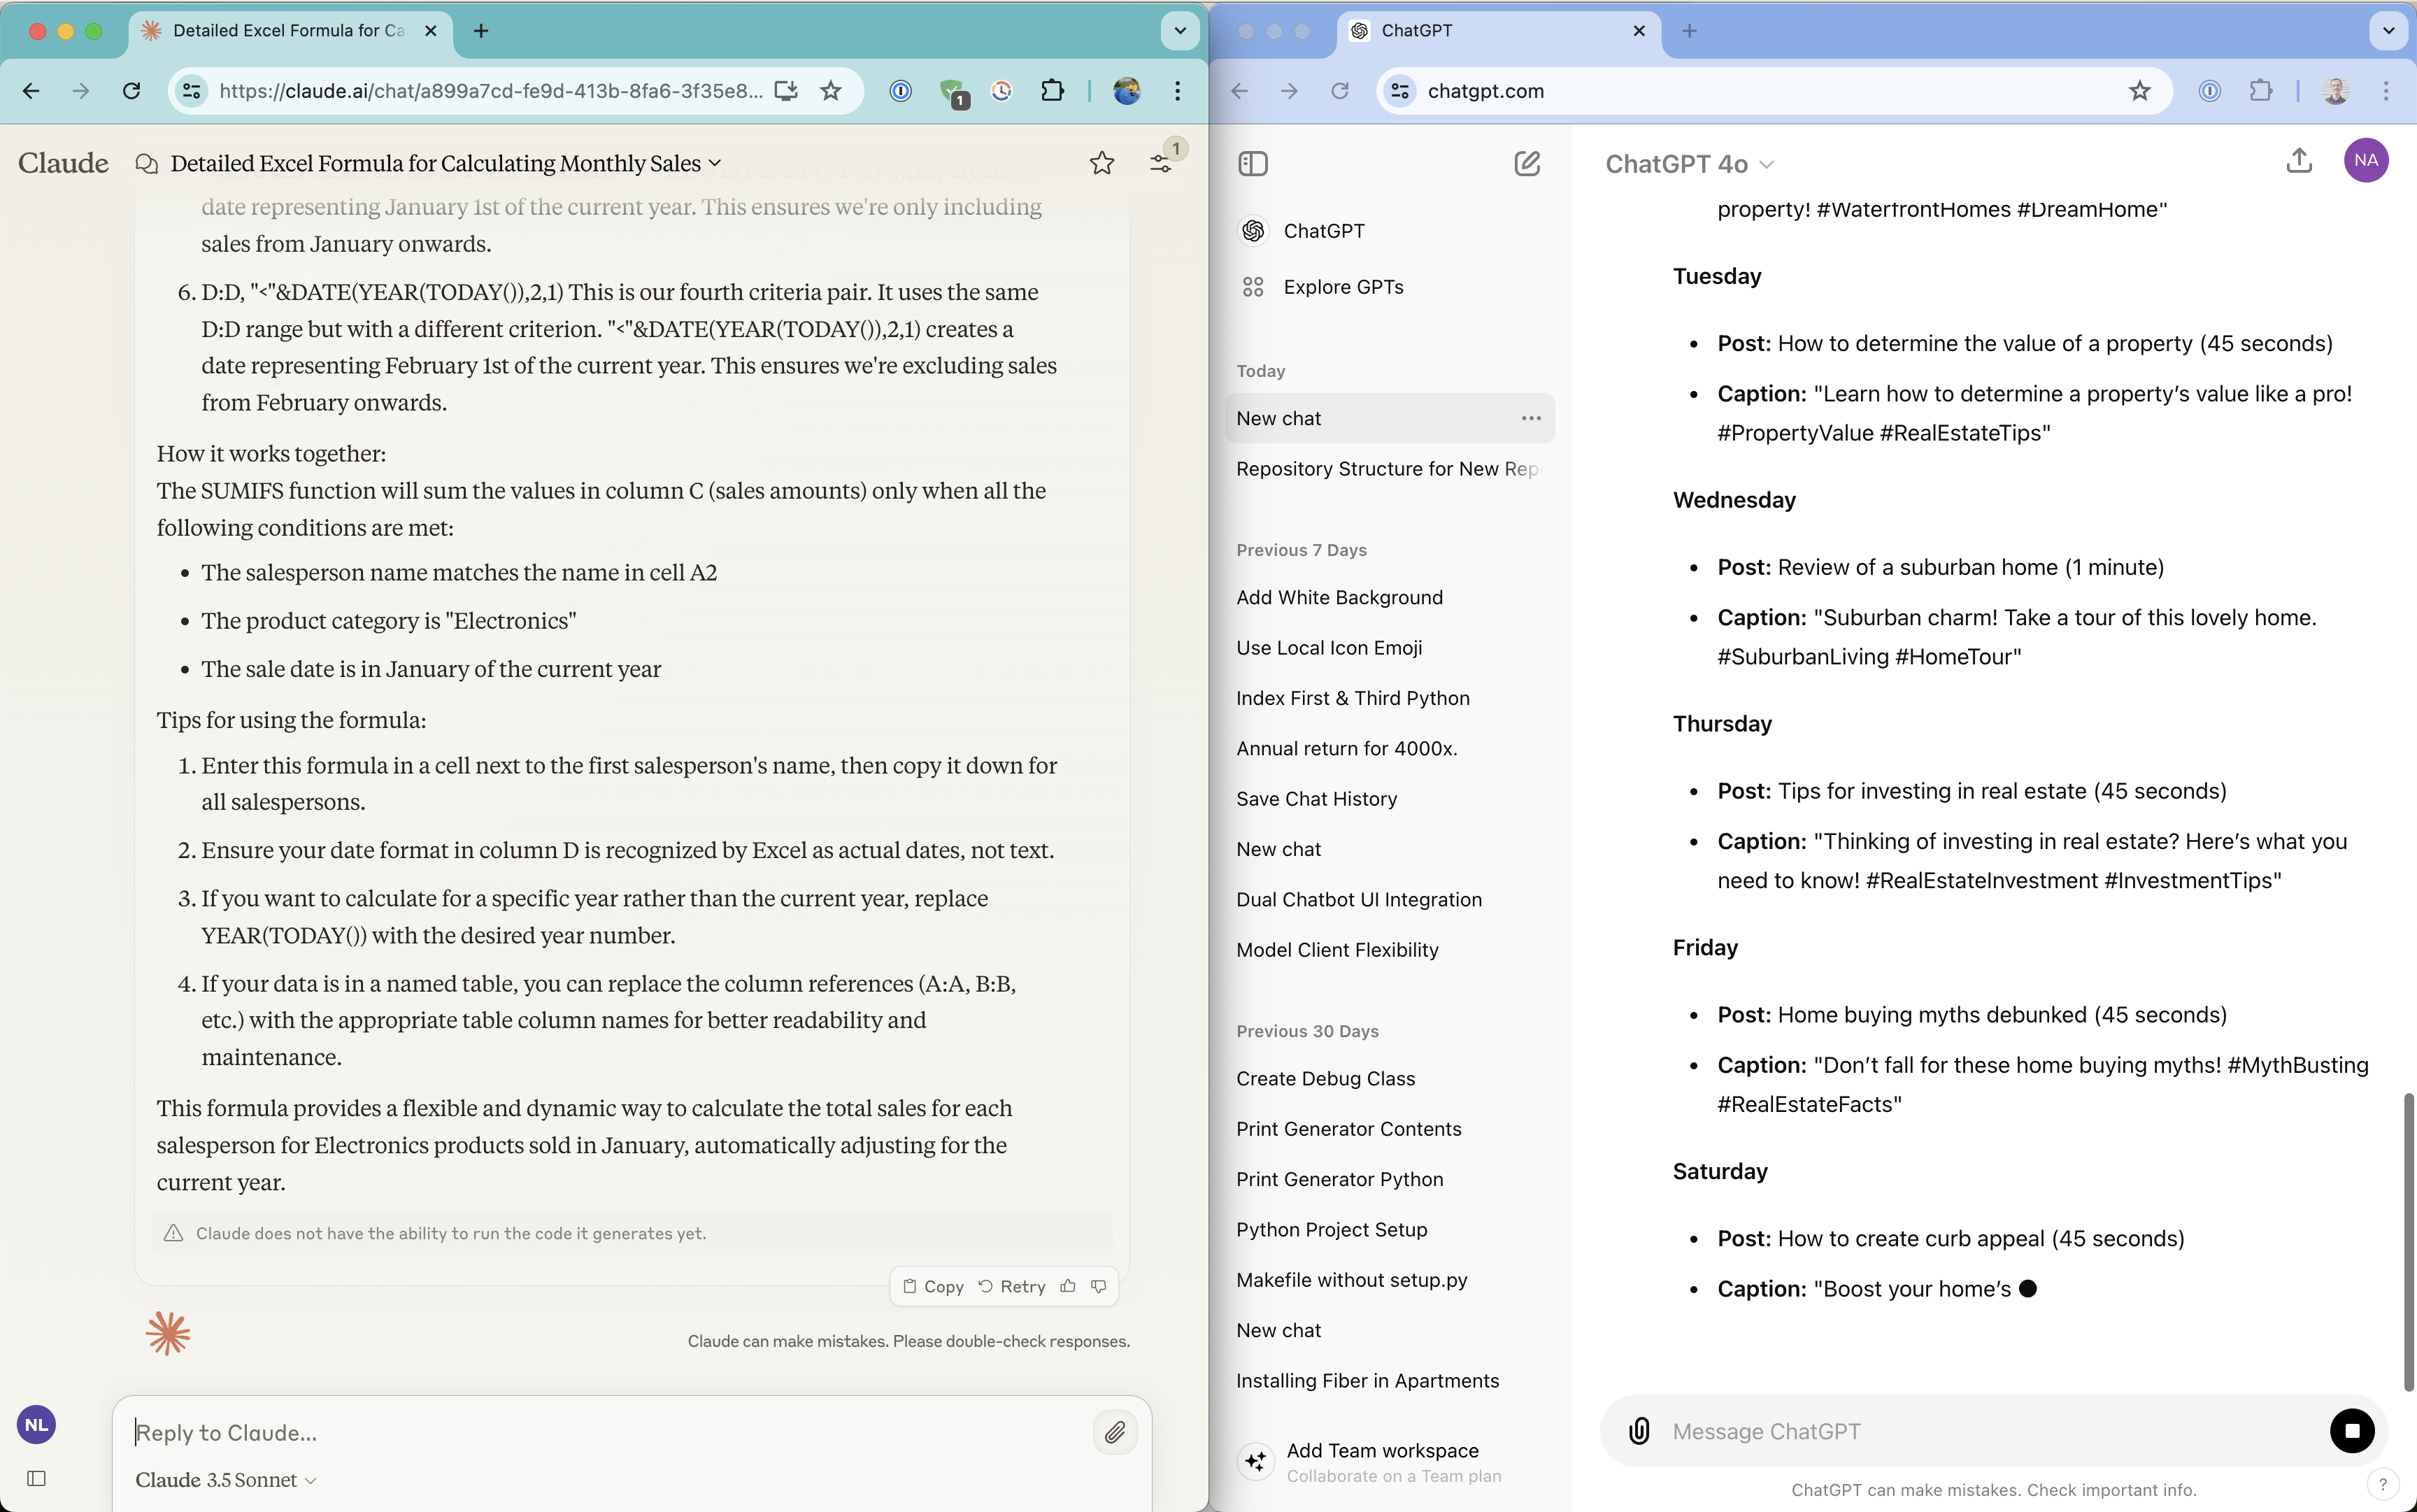 Detailed Excel Formula for Ca
https://claude.ai/chat/a899a7cd-fe9d-413b-8fa6-3f35e8...
1
Claude
Detailed Excel Formula for Calculating Monthly Sales
1
date representing January 1st of the current year. This ensures we're only including
sales from January onwards.
6. D:D, "<"&DATE(YEAR(TODAY()),2,1) This is our fourth criteria pair. It uses the same
D:D range but with a different criterion. "<"&DATE(YEAR(TODAY()),2,1) creates a
date representing February 1st of the current year. This ensures we're excluding sales
from February onwards.
How it works together:
The SUMIFS function will sum the values in column C (sales amounts) only when all the
following conditions are met:
• The salesperson name matches the name in cell A2
• The product category is "Electronics"
• The sale date is in January of the current year
Tips for using the formula:
1. Enter this formula in a cell next to the first salesperson's name, then copy it down for
all salespersons.
2. Ensure your date format in column D is recognized by Excel as actual dates, not text.
3. If you want to calculate for a specific year rather than the current year, replace
YEAR(TODAY()) with the desired year number.
4. If your data is in a named table, you can replace the column references (A:A, B:B,
etc.) with the appropriate table column names for better readability and
maintenance.
This formula provides a flexible and dynamic way to calculate the total sales for each
salesperson for Electronics products sold in January, automatically adjusting for the
current year.
Claude does not have the ability to run the code it generates yet.
Copy Retry
Claude can make mistakes. Please double-check responses.
NL
Reply to Claude...
Claude 3.5 Sonnet
ChatGPT
chatgpt.com
ChatGPT
Explore GPTs
Today
New chat
Repository Structure for New Rep
Previous 7 Days
Add White Background
Use Local Icon Emoji
Index First & Third Python
Annual return for 4000x.
Save Chat History
New chat
Dual Chatbot UI Integration
Model Client Flexibility
Previous 30 Days
Create Debug Class
Print Generator Contents
Print Generator Python
Python Project Setup
Makefile without setup.py
New chat
Installing Fiber in Apartments
Add Team workspace
Collaborate on a Team plan
ChatGPT 4o
NA
property! #WaterfrontHomes #DreamHome"
Tuesday
• Post: How to determine the value of a property (45 seconds)
• Caption: "Learn how to determine a property’s value like a pro!
#PropertyValue #RealEstateTips"
Wednesday
• Post: Review of a suburban home (1 minute)
• Caption: "Suburban charm! Take a tour of this lovely home.
#SuburbanLiving #HomeTour"
Thursday
• Post: Tips for investing in real estate (45 seconds)
• Caption: "Thinking of investing in real estate? Here’s what you
need to know! #RealEstateInvestment #InvestmentTips"
Friday
• Post: Home buying myths debunked (45 seconds)
• Caption: "Don’t fall for these home buying myths! #MythBusting
#RealEstateFacts"
Saturday
• Post: How to create curb appeal (45 seconds)
• Caption: "Boost your home’s
Message ChatGPT
ChatGPT can make mistakes. Check important info.
?